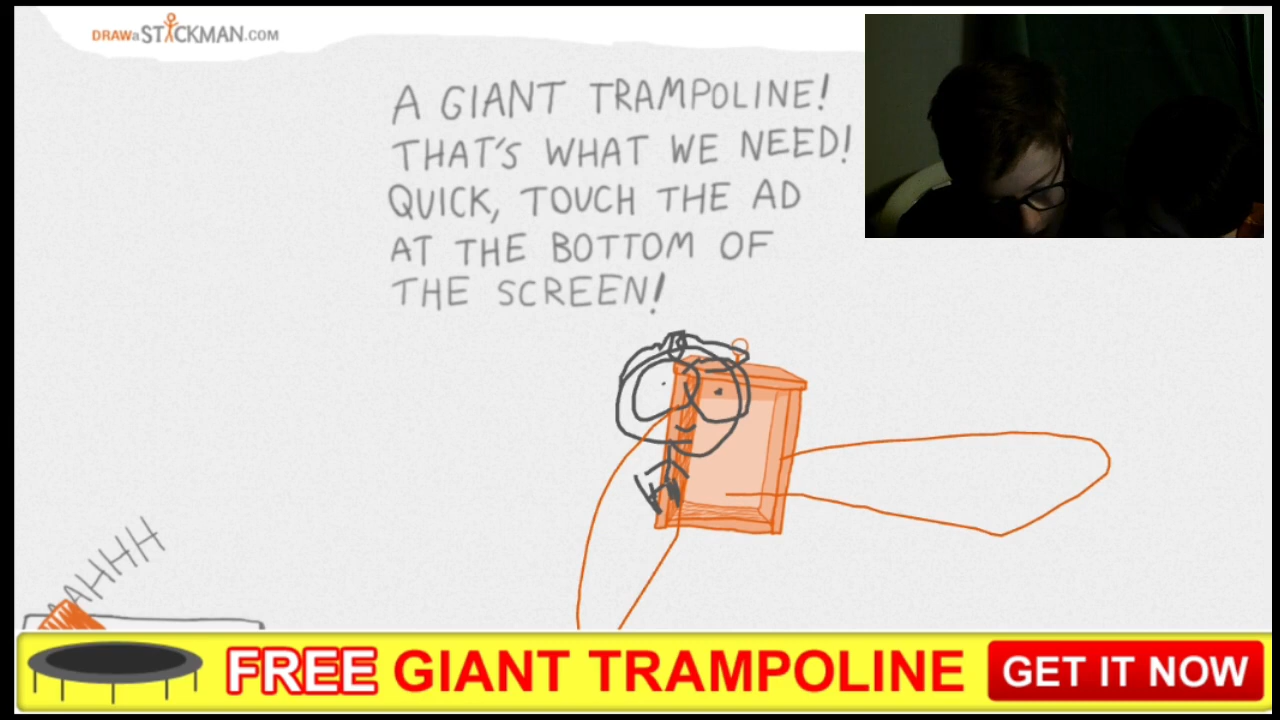 DRAWaSTICKMAN.COM
A GIANT TRAMPOLINE!
THAT'S WHAT WE NEED!
QUICK, TOUCH THE AD
AT THE BOTTOM OF
THE SCREEN!
AAHHH
FREE GIANT TRAMPOLINE GET IT NOW